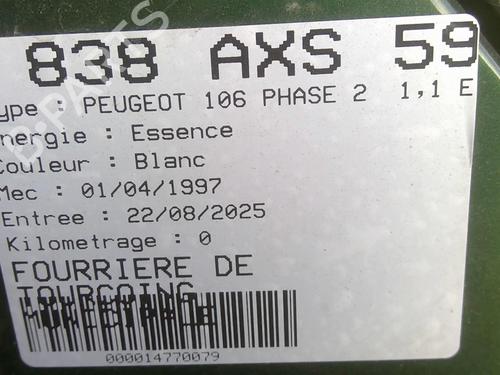 838 AXS 59
ype : PEUGEOT 106 PHASE 2 1,1 E
nergie : Essence
Couleur : Blanc
Mec : 01/04/1997
Entree : 22/08/2025
Kilometrage : 0
FOURRIERE DE
TOURCOING
000014770079